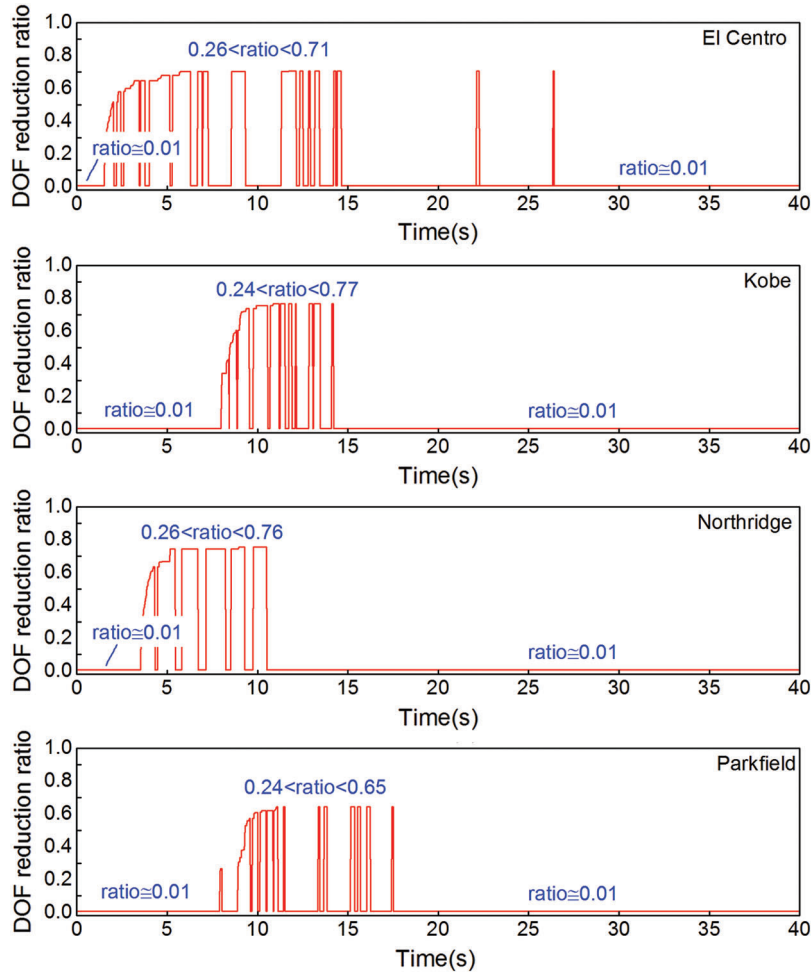 1.0
0.26<ratio<0.71
El Centro
0.8
0.6
0.4
ratio≅0.01
0.2
ratio≅0.01
0.0
DOF reduction ratio
0 5 10 15 20 25 30 35 40
Time(s)
1.0
0.24<ratio<0.77
Kobe
0.8
0.6
0.4
0.2
ratio≅0.01
ratio≅0.01
0.0
DOF reduction ratio
0 5 10 15 20 25 30 35 40
Time(s)
1.0
0.26<ratio<0.76
Northridge
0.8
0.6
0.4
ratio≅0.01
0.2
ratio≅0.01
0.0
DOF reduction ratio
0 5 10 15 20 25 30 35 40
Time(s)
1.0
Parkfield
0.24<ratio<0.65
0.8
0.6
0.4
0.2
ratio≅0.01
ratio≅0.01
0.0
DOF reduction ratio
0 5 10 15 20 25 30 35 40
Time(s)